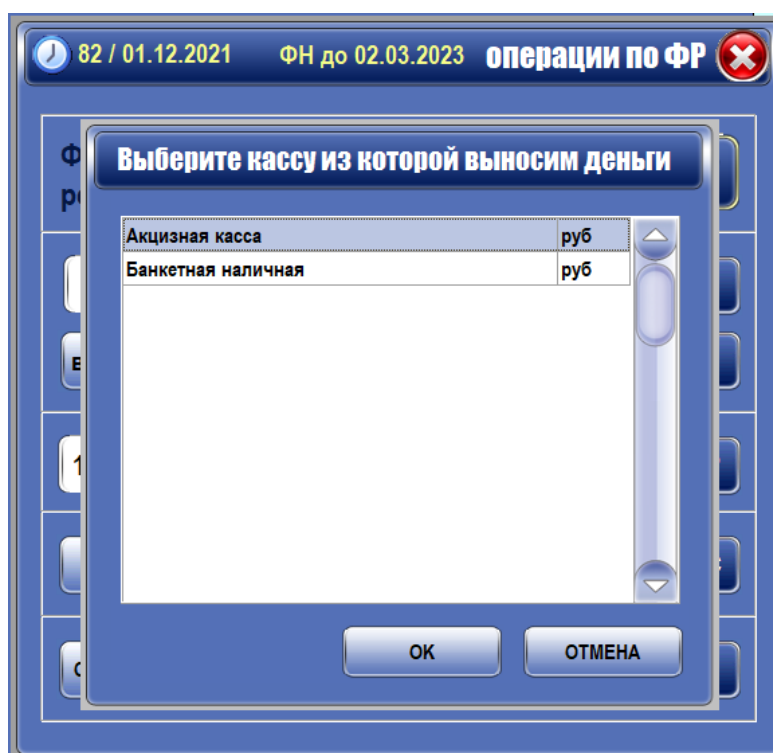 82 / 01.12.2021 ФН до 02.03.2023 операции по ФР
Выберите кассу из которой выносим деньги
Акцизная касса руб
Банкетная наличная руб
ОК ОТМЕНА